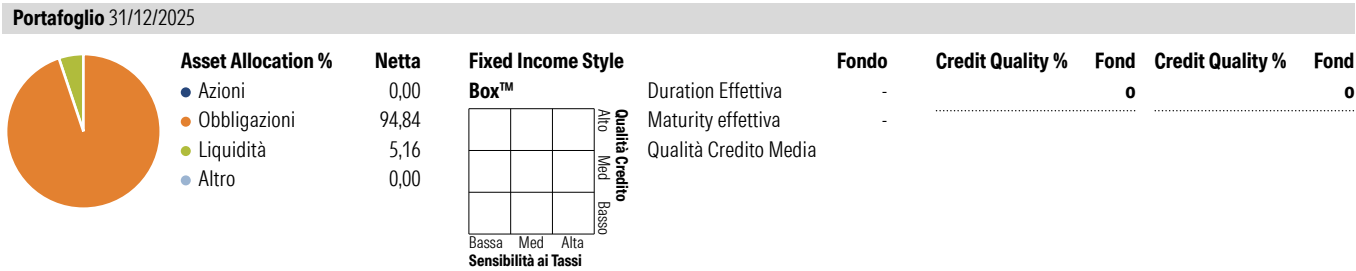 Portafoglio 31/12/2025
Asset Allocation % Netta
Azioni 0,00
Obbligazioni 94,84
Liquidità 5,16
Altro 0,00
Fixed Income Style
Box™
Alto Med Basso
Qualità Credito
Bassa Med Alta
Sensibilità ai Tassi
Fondo
Duration Effettiva -
Maturity effettiva -
Qualità Credito Media
Credit Quality % Fond
o
Credit Quality % Fond
o